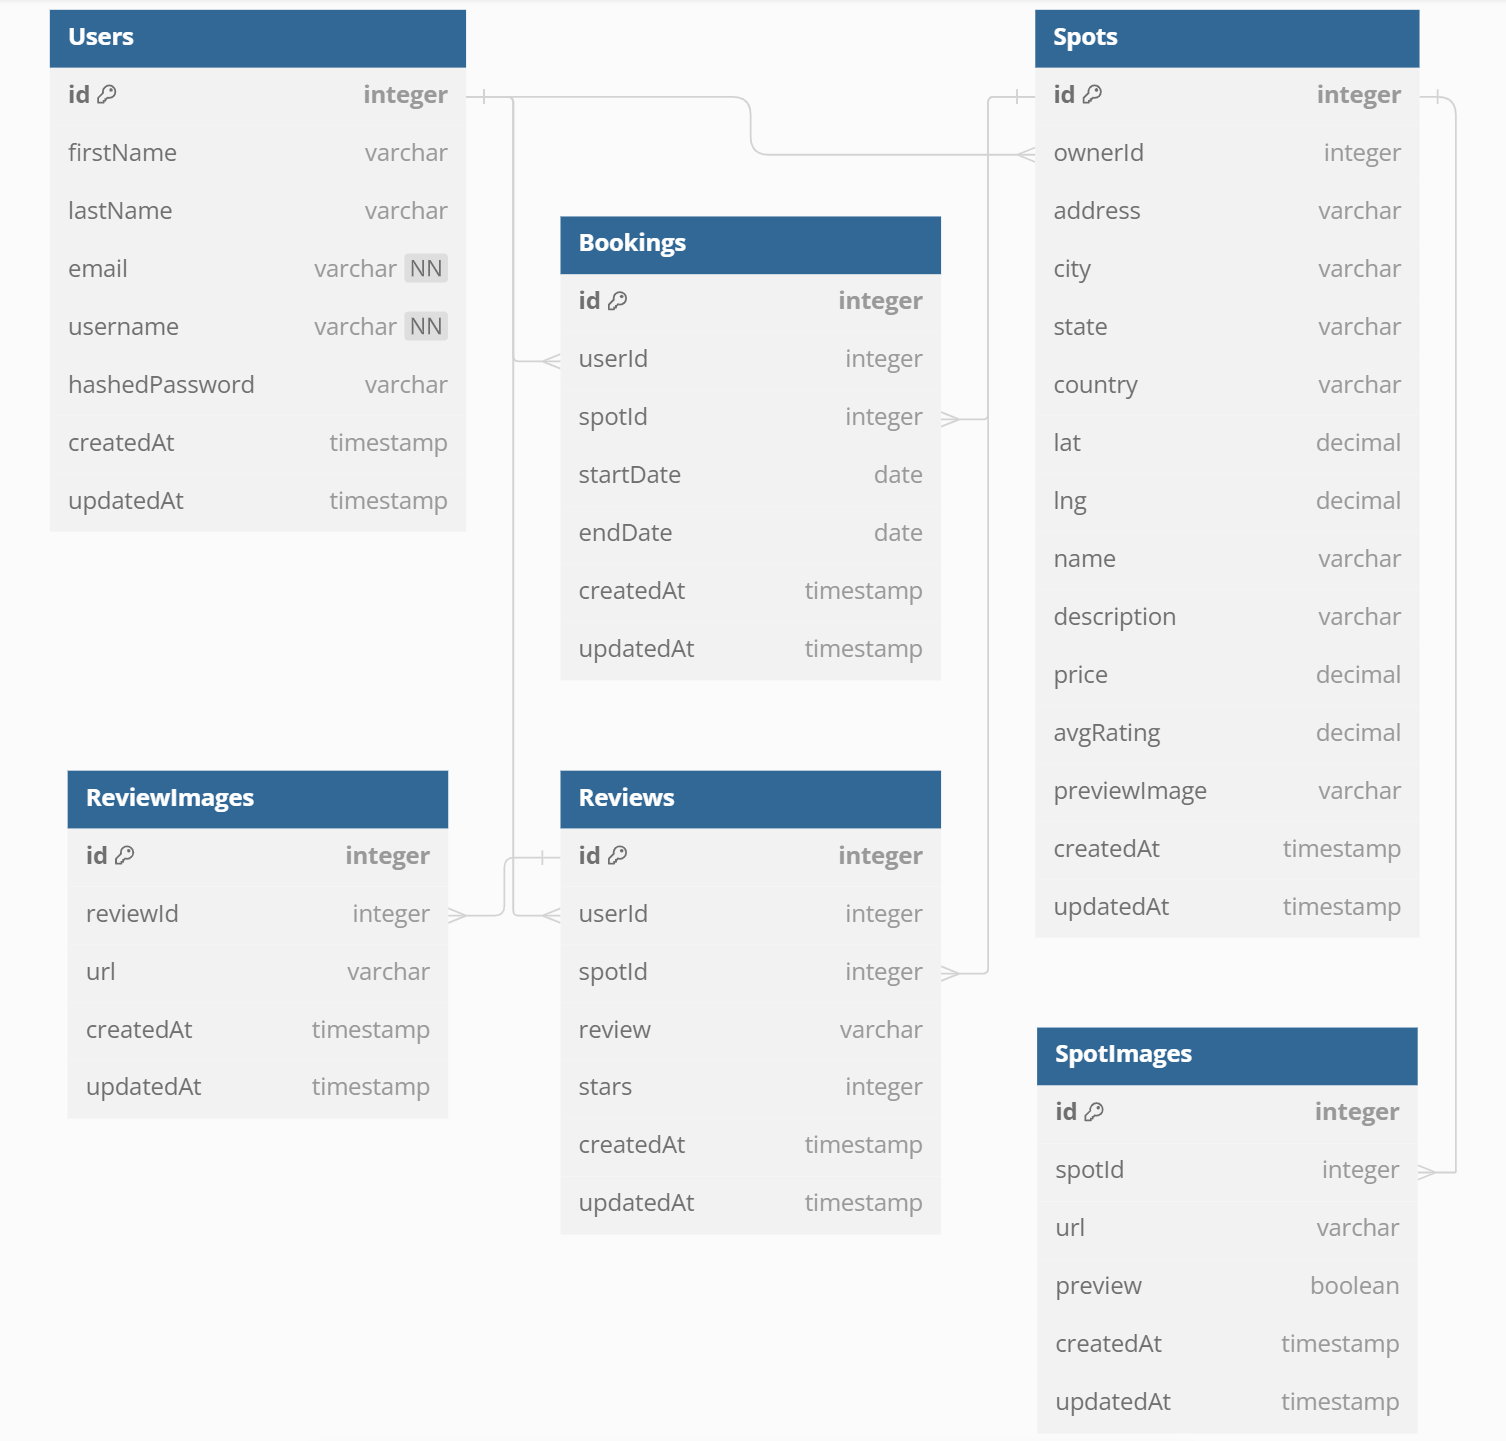 Users
id integer
firstName varchar
lastName varchar
email varchar NN
username varchar NN
hashedPassword varchar
createdAt timestamp
updatedAt timestamp
Bookings
id integer
userId integer
spotId integer
startDate date
endDate date
createdAt timestamp
updatedAt timestamp
Spots
id integer
ownerId integer
address varchar
city varchar
state varchar
country varchar
lat decimal
lng decimal
name varchar
description varchar
price decimal
avgRating decimal
previewImage varchar
createdAt timestamp
updatedAt timestamp
ReviewImages
id integer
reviewId integer
url varchar
createdAt timestamp
updatedAt timestamp
Reviews
id integer
userId integer
spotId integer
review varchar
stars integer
createdAt timestamp
updatedAt timestamp
SpotImages
id integer
spotId integer
url varchar
preview boolean
createdAt timestamp
updatedAt timestamp